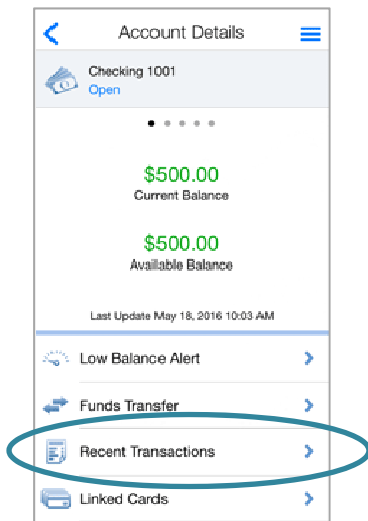 Account Details
Checking 1001
Open
$500.00
Current Balance
$500.00
Available Balance
Last Update May 18, 2016 10:03 AM
Low Balance Alert
Funds Transfer
Recent Transactions
Linked Cards